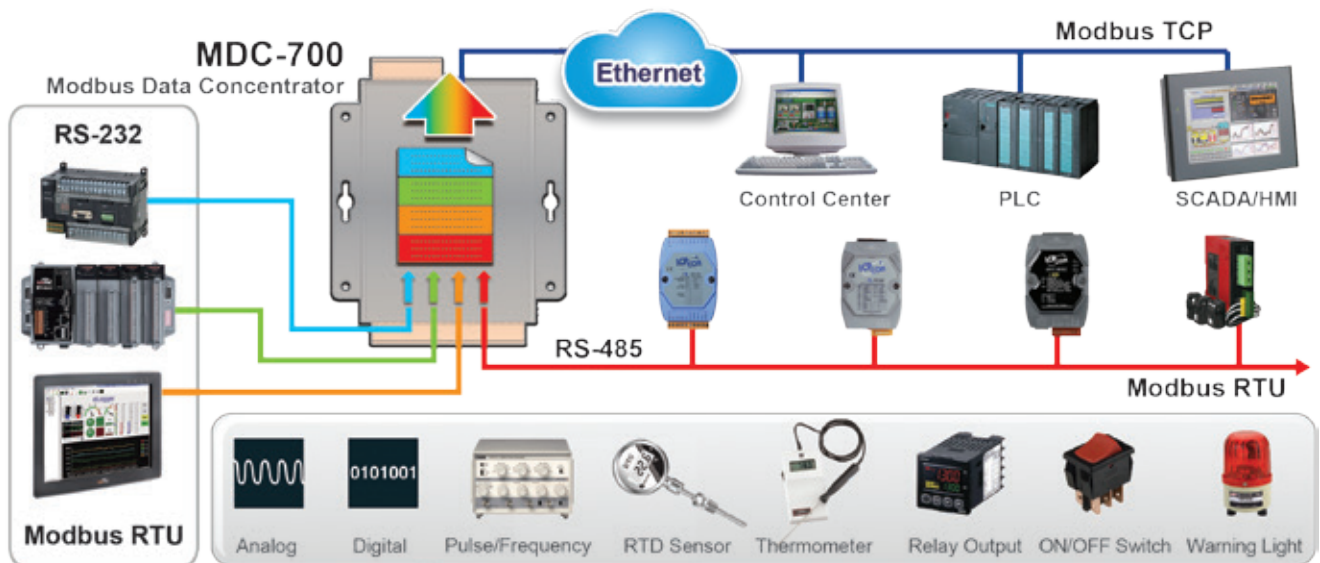 MDC-700
Modbus Data Concentrator
Ethernet
Modbus TCP
RS-232
Control Center
PLC
SCADA/HMI
RS-485
Modbus RTU
Modbus RTU
0101001
Analog
Digital
Pulse/Frequency
RTD Sensor
Thermometer
Relay Output
ON/OFF Switch
Warning Light